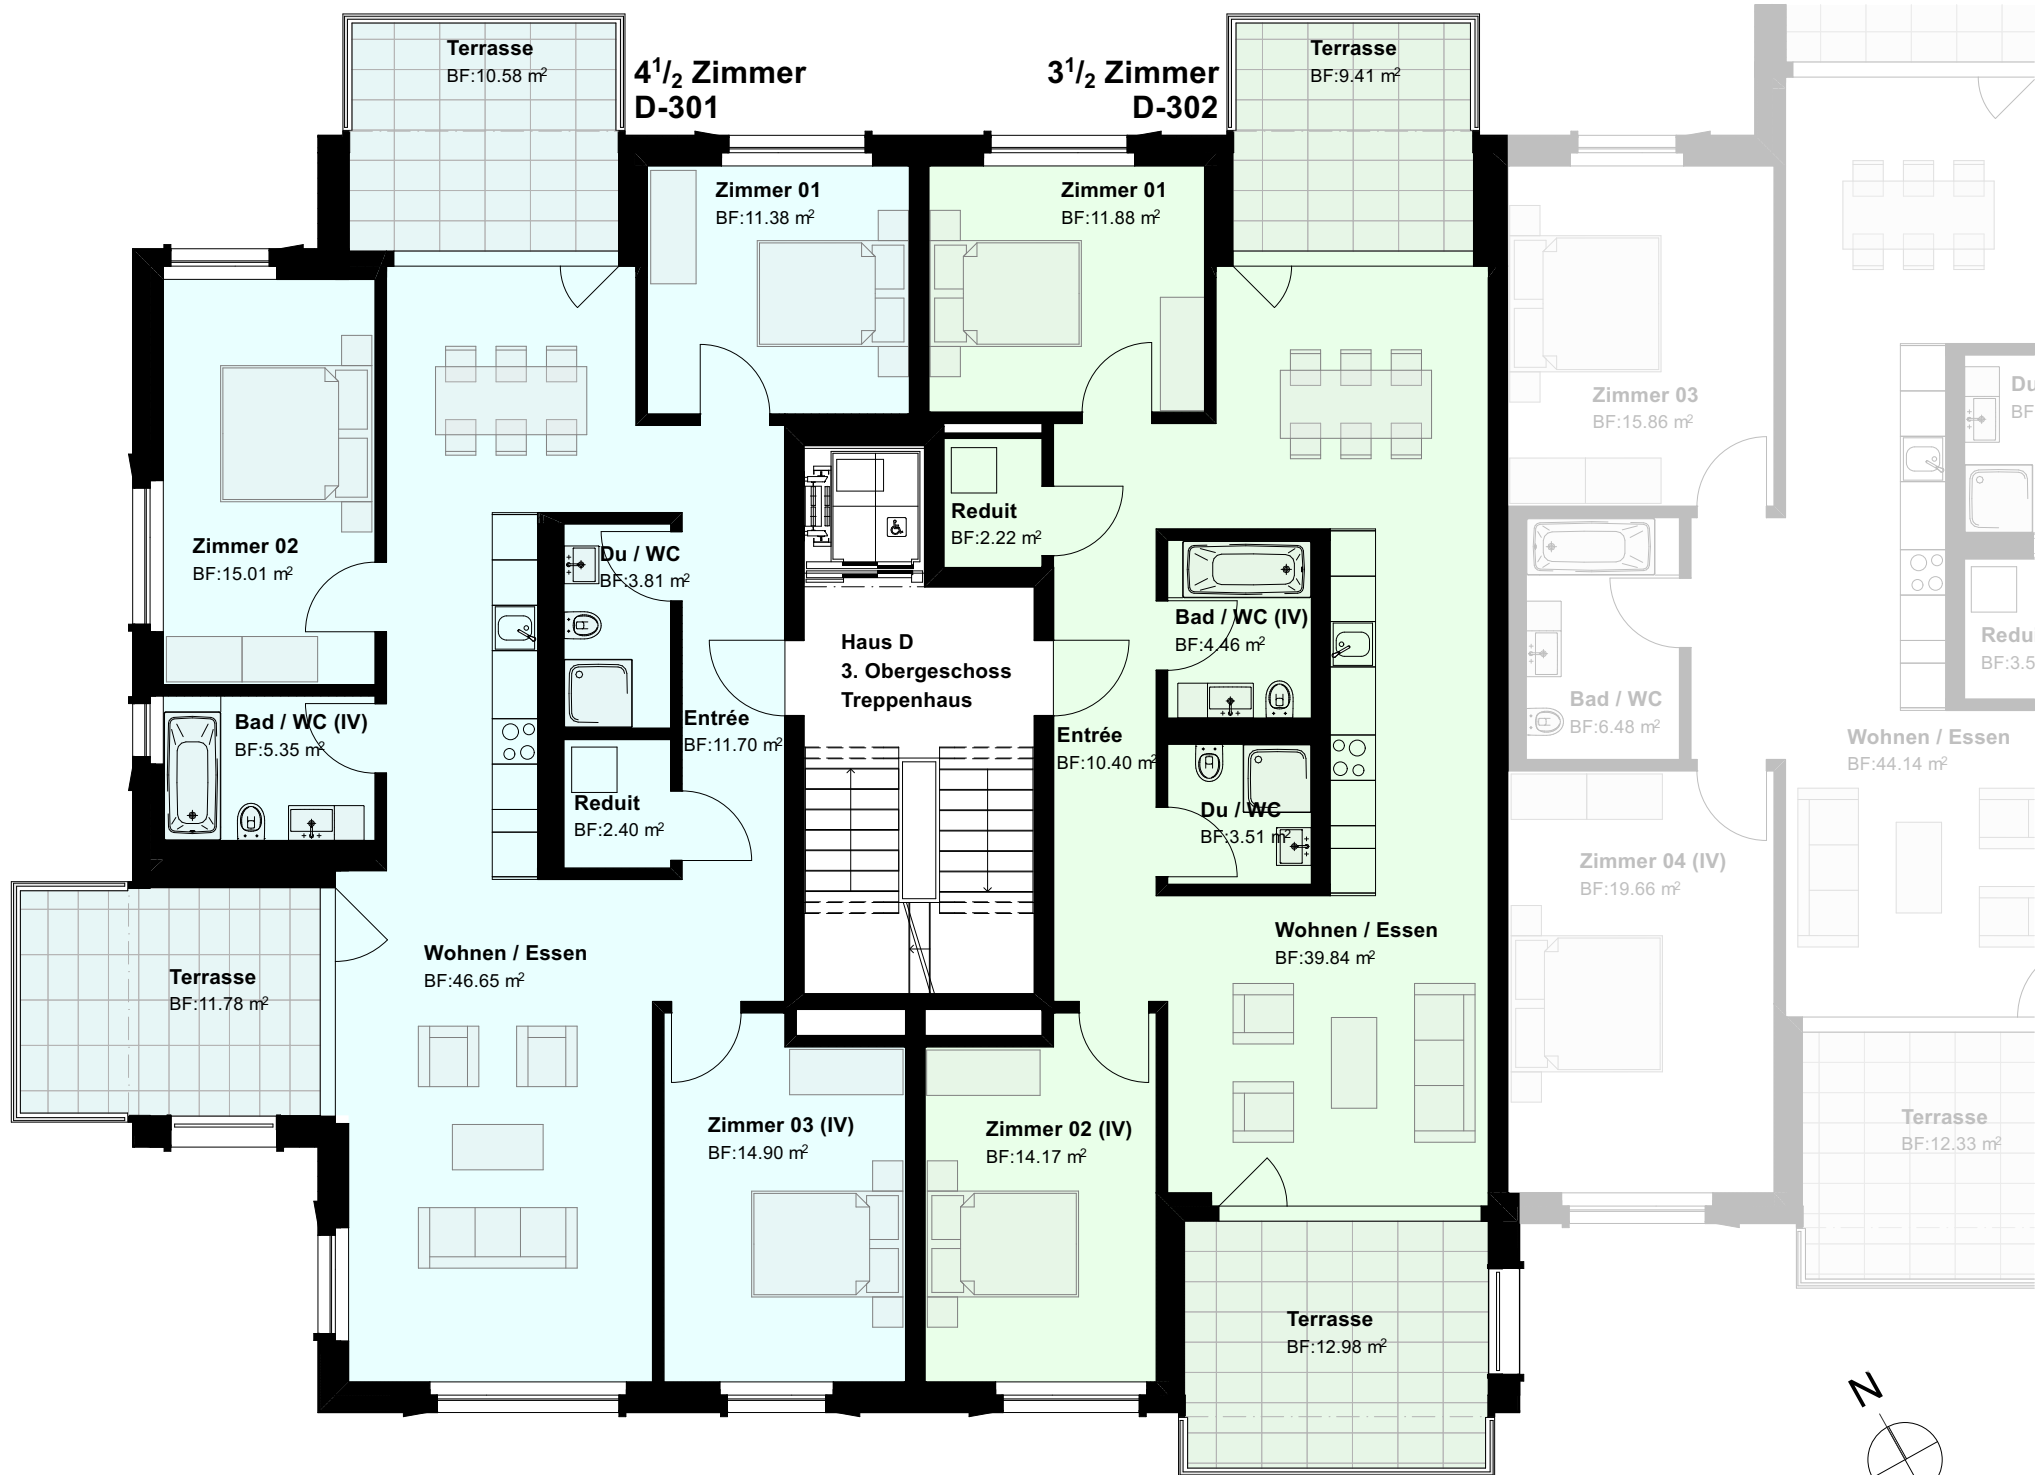 Terrasse
BF:10.58 m²
4¹/₂ Zimmer
D-301
3¹/₂ Zimmer
D-302
Terrasse
BF:9.41 m²
Zimmer 01
BF:11.38 m²
Zimmer 01
BF:11.88 m²
Zimmer 03
BF:15.86 m²
Du
BF
Zimmer 02
BF:15.01 m²
Du / WC
BF:3.81 m²
Reduit
BF:2.22 m²
Haus D
3. Obergeschoss
Treppenhaus
Bad / WC (IV)
BF:4.46 m²
Redu
BF:3.5
Bad / WC (IV)
BF:5.35 m²
Entrée
BF:11.70 m²
Entrée
BF:10.40 m²
Bad / WC
BF:6.48 m²
Wohnen / Essen
BF:44.14 m²
Reduit
BF:2.40 m²
Du / WC
BF:3.51 m²
Zimmer 04 (IV)
BF:19.66 m²
Terrasse
BF:11.78 m²
Wohnen / Essen
BF:46.65 m²
Wohnen / Essen
BF:39.84 m²
Zimmer 03 (IV)
BF:14.90 m²
Zimmer 02 (IV)
BF:14.17 m²
Terrasse
BF:12.33 m²
Terrasse
BF:12.98 m²
N